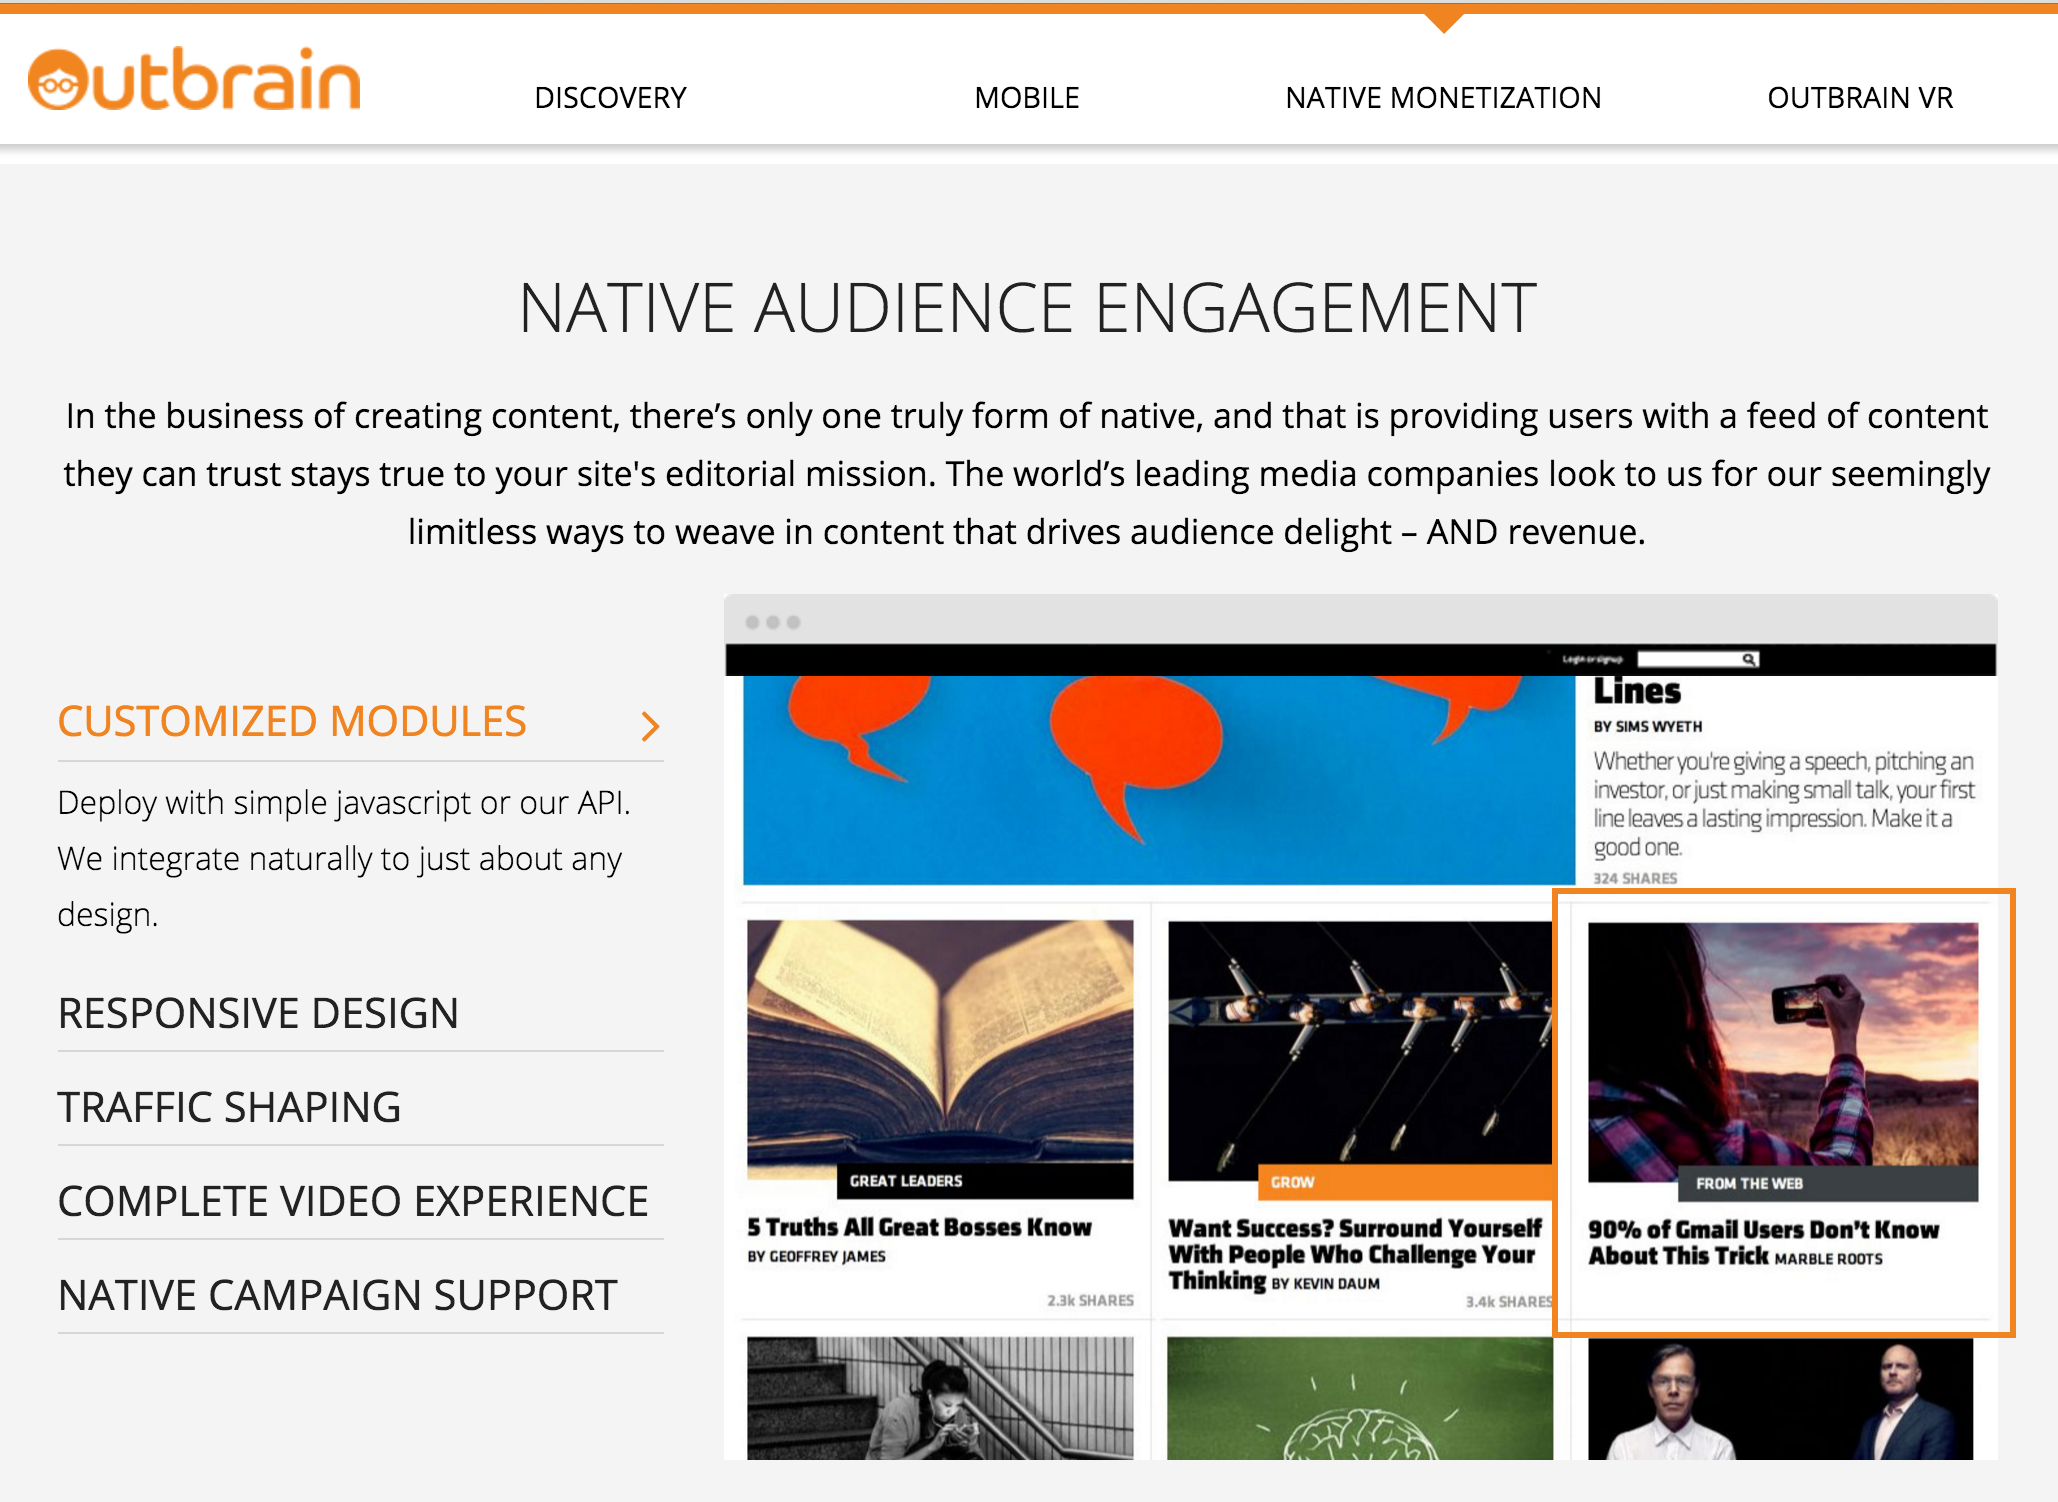 Outbrain
DISCOVERY
MOBILE
NATIVE MONETIZATION
OUTBRAIN VR
NATIVE AUDIENCE ENGAGEMENT
In the business of creating content, there’s only one truly form of native, and that is providing users with a feed of content
they can trust stays true to your site's editorial mission. The world’s leading media companies look to us for our seemingly
limitless ways to weave in content that drives audience delight – AND revenue.
CUSTOMIZED MODULES
Deploy with simple javascript or our API.
We integrate naturally to just about any
design.
RESPONSIVE DESIGN
TRAFFIC SHAPING
COMPLETE VIDEO EXPERIENCE
NATIVE CAMPAIGN SUPPORT
Login or signup
Lines
BY SIMS WYETH
Whether you're giving a speech, pitching an
investor, or just making small talk, your first
line leaves a lasting impression. Make it a
good one.
324 SHARES
GREAT LEADERS
5 Truths All Great Bosses Know
BY GEOFFREY JAMES
2.3k SHARES
GROW
Want Success? Surround Yourself
With People Who Challenge Your
Thinking BY KEVIN DAUM
3.4k SHARES
FROM THE WEB
90% of Gmail Users Don’t Know
About This Trick MARBLE ROOTS